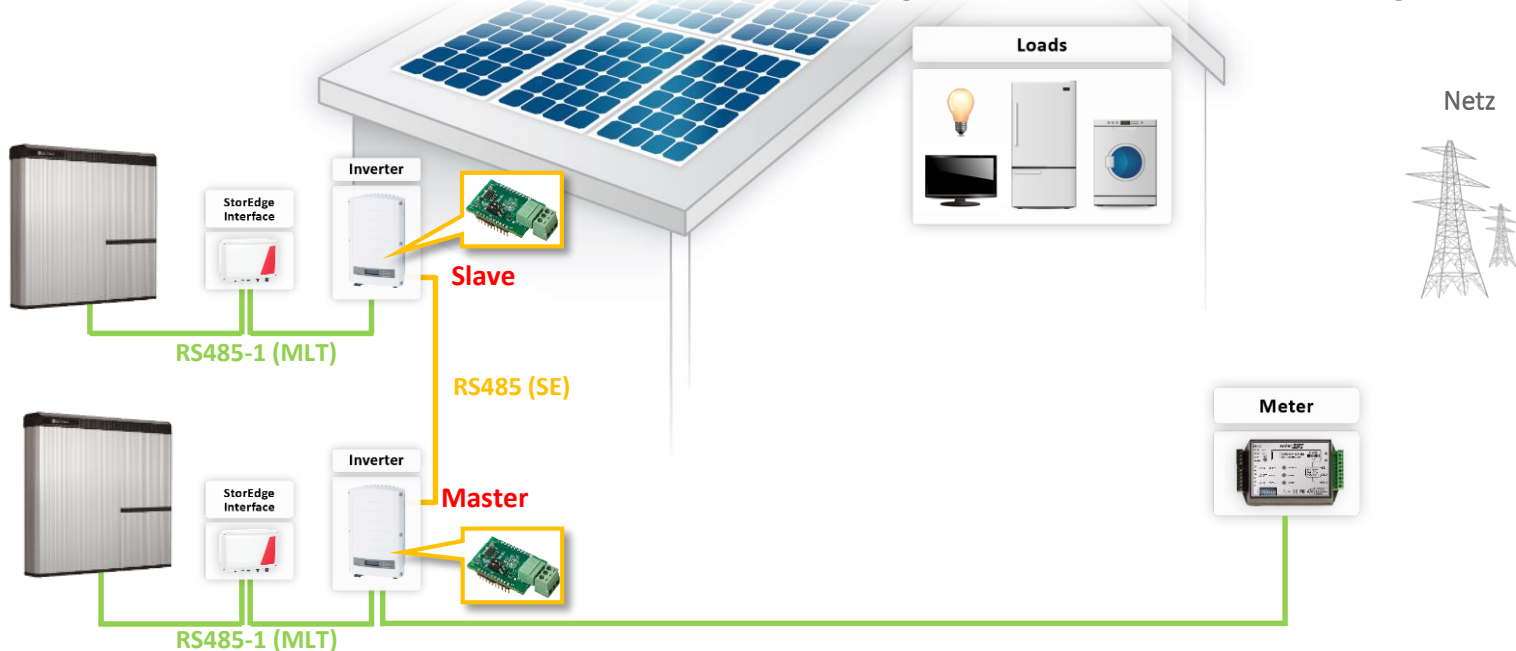 Loads
Netz
Inverter
StorEdge
Interface
Slave
RS485-1 (MLT)
RS485 (SE)
Meter
Inverter
StorEdge
Interface
Master
RS485-1 (MLT)